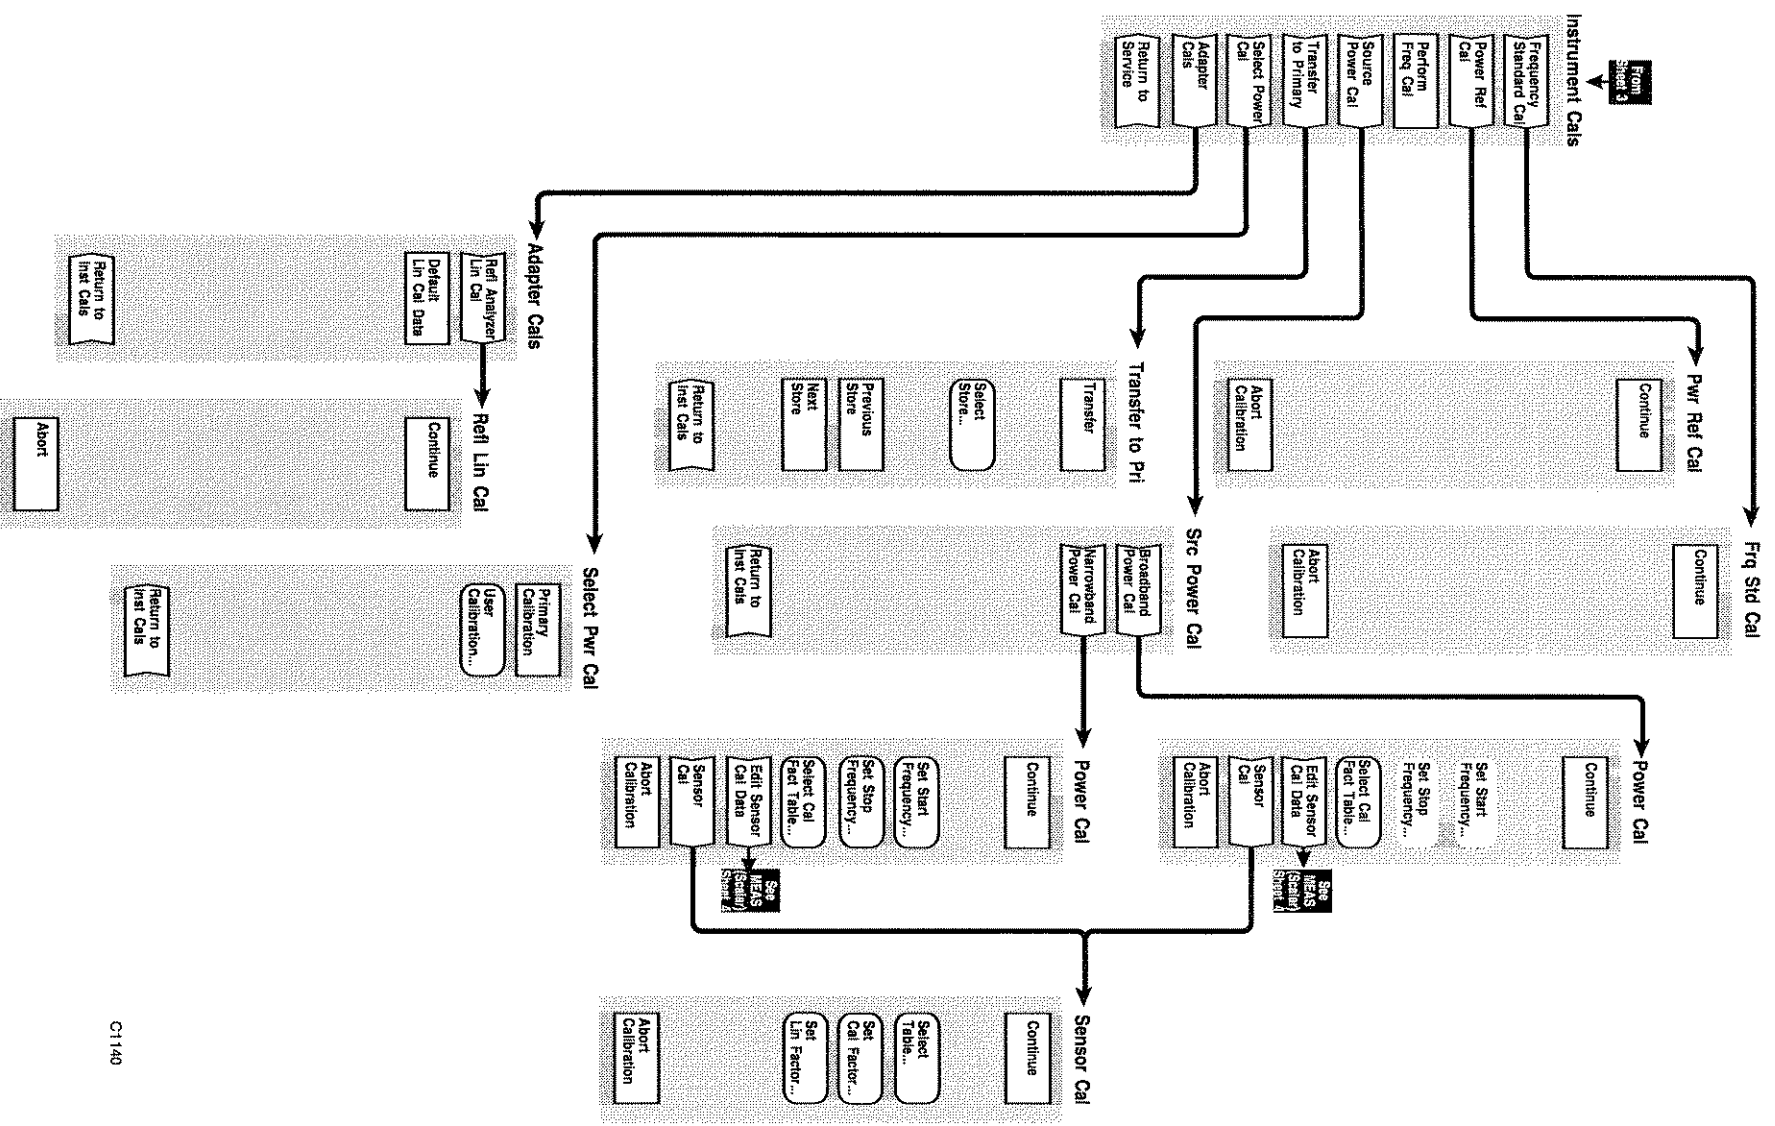 From
Sheet 3
Instrument Cals
Frequency
Standard Cal
Power Ref
Cal
Perform
Freq Cal
Source
Power Cal
Transfer
to Primary
Select Power
Cal
Adapter
Cals
Return to
Service
Frq Std Cal
Continue
Abort
Calibration
Pwr Ref Cal
Continue
Abort
Calibration
Src Power Cal
Broadband
Power Cal
Narrowband
Power Cal
Return to
Inst Cals
Transfer to Pri
Transfer
Select
Store...
Previous
Store
Next
Store
Return to
Inst Cals
Select Pwr Cal
Primary
Calibration
User
Calibration...
Return to
Inst Cals
Adapter Cals
Refl Analyzer
Lin Cal
Default
Lin Cal Data
Return to
Inst Cals
Refl Lin Cal
Continue
Abort
Power Cal
Continue
Set Start
Frequency...
Set Stop
Frequency...
Select Cal
Fact Table...
Edit Sensor
Cal Data
Sensor
Cal
Abort
Calibration
See
MEAS
(Scalar)
Sheet 4
Power Cal
Continue
Set Start
Frequency...
Set Stop
Frequency...
Select Cal
Fact Table...
Edit Sensor
Cal Data
Sensor
Cal
Abort
Calibration
See
MEAS
(Scalar)
Sheet 4
Sensor Cal
Continue
Select
Table...
Set
Cal Factor...
Set
Lin Factor...
Abort
Calibration
C1140